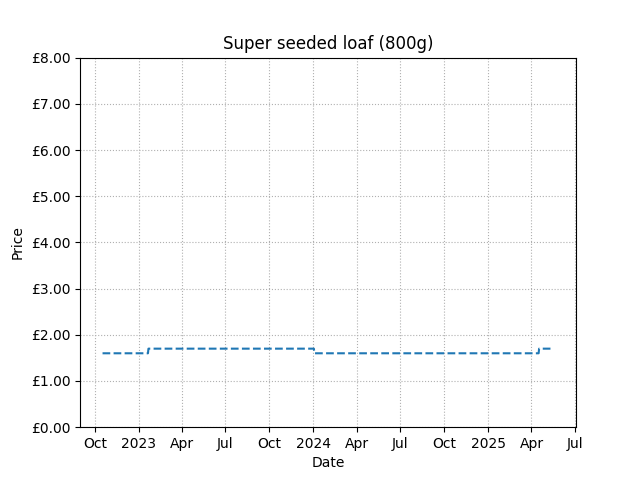 Super seeded loaf (800g)
£8.00
£7.00
£6.00
£5.00
£4.00
£3.00
£2.00
£1.00
£0.00
Price
Oct 2023 Apr Jul Oct 2024 Apr Jul Oct 2025 Apr Jul
Date